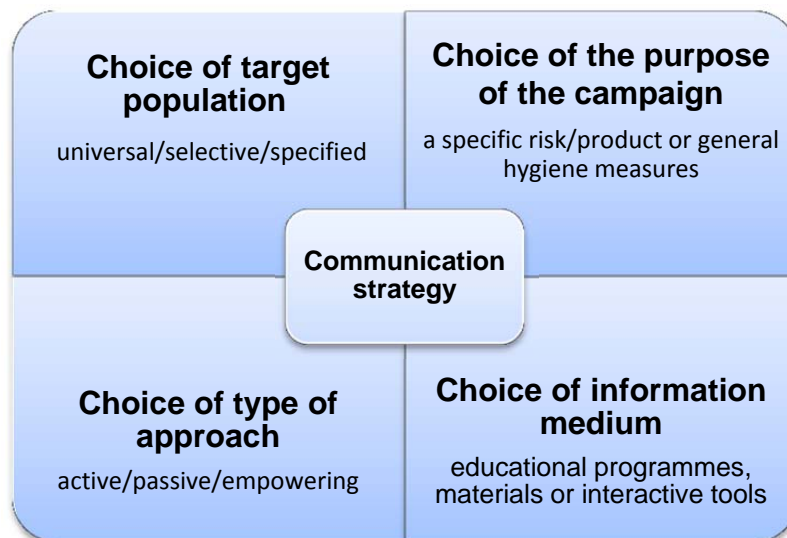 Choice of target
population
universal/selective/specified
Choice of the purpose
of the campaign
a specific risk/product or general
hygiene measures
Communication
strategy
Choice of type of
approach
active/passive/empowering
Choice of information
medium
educational programmes,
materials or interactive tools